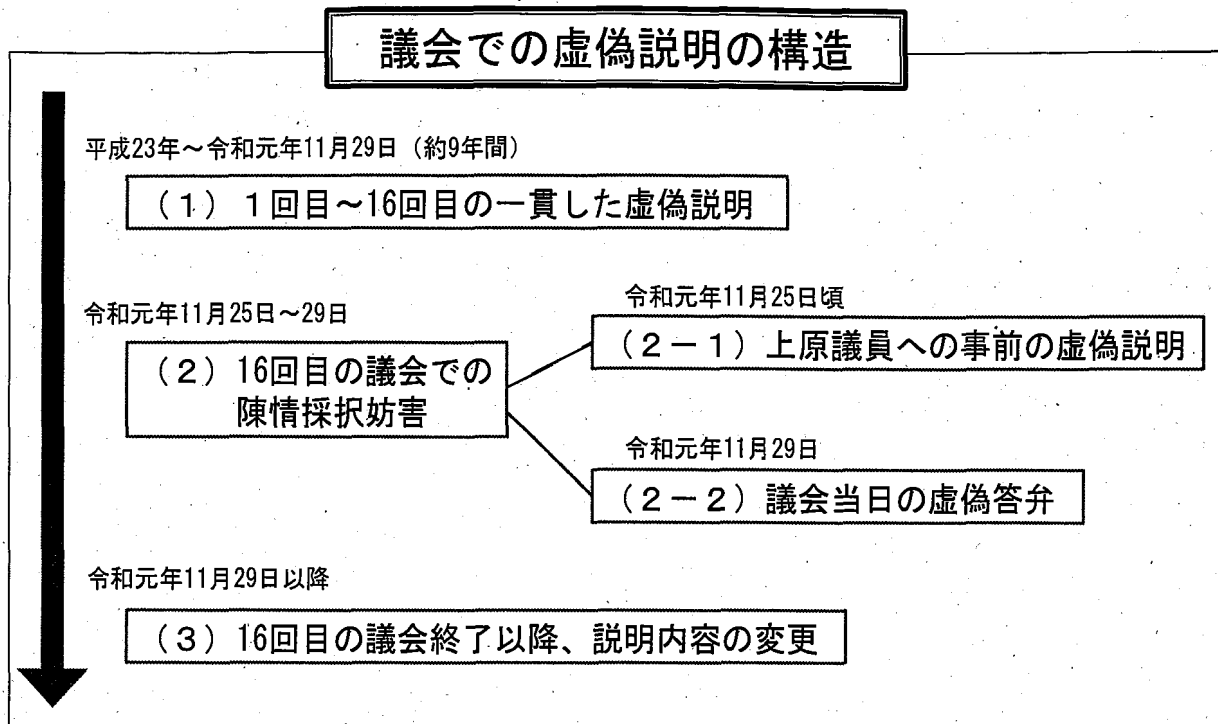 議会での虚偽説明の構造
平成23年～令和元年11月29日（約9年間）
（１）１回目～16回目の一貫した虚偽説明
令和元年11月25日～29日
（２）16回目の議会での
陳情採択妨害
令和元年11月25日頃
（２－１）上原議員への事前の虚偽説明
令和元年11月29日
（２－２）議会当日の虚偽答弁
令和元年11月29日以降
（３）16回目の議会終了以降、説明内容の変更